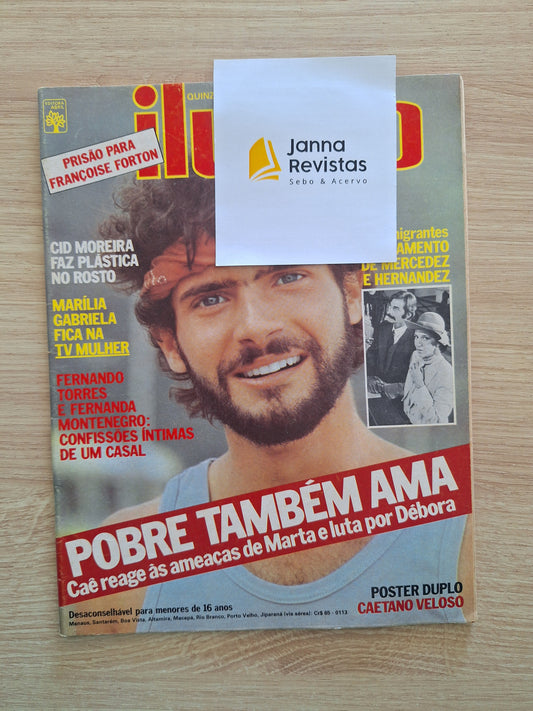 EDITORA ABRIL
QUINZ
ilu o
Janna
Revistas
Sebo & Acervo
PRISÃO PARA
FRANÇOISE FORTON
CID MOREIRA
FAZ PLÁSTICA
NO ROSTO
MARÍLIA
GABRIELA
FICA NA
TV MULHER
FERNANDO
TORRES
E FERNANDA
MONTENEGRO:
CONFISSÕES ÍNTIMAS
DE UM CASAL
migrantes
AMENTO
DE MERCEDEZ
E HERNANDEZ
POBRE TAMBÉM AMA
Caê reage às ameaças de Marta e luta por Débora
POSTER DUPLO
CAETANO VELOSO
Desaconselhável para menores de 16 anos
Manaus, Santarém, Boa Vista, Altamira, Macapá, Rio Branco, Porto Velho, Jiparaná (via aérea): Cr$ 85 - 0113